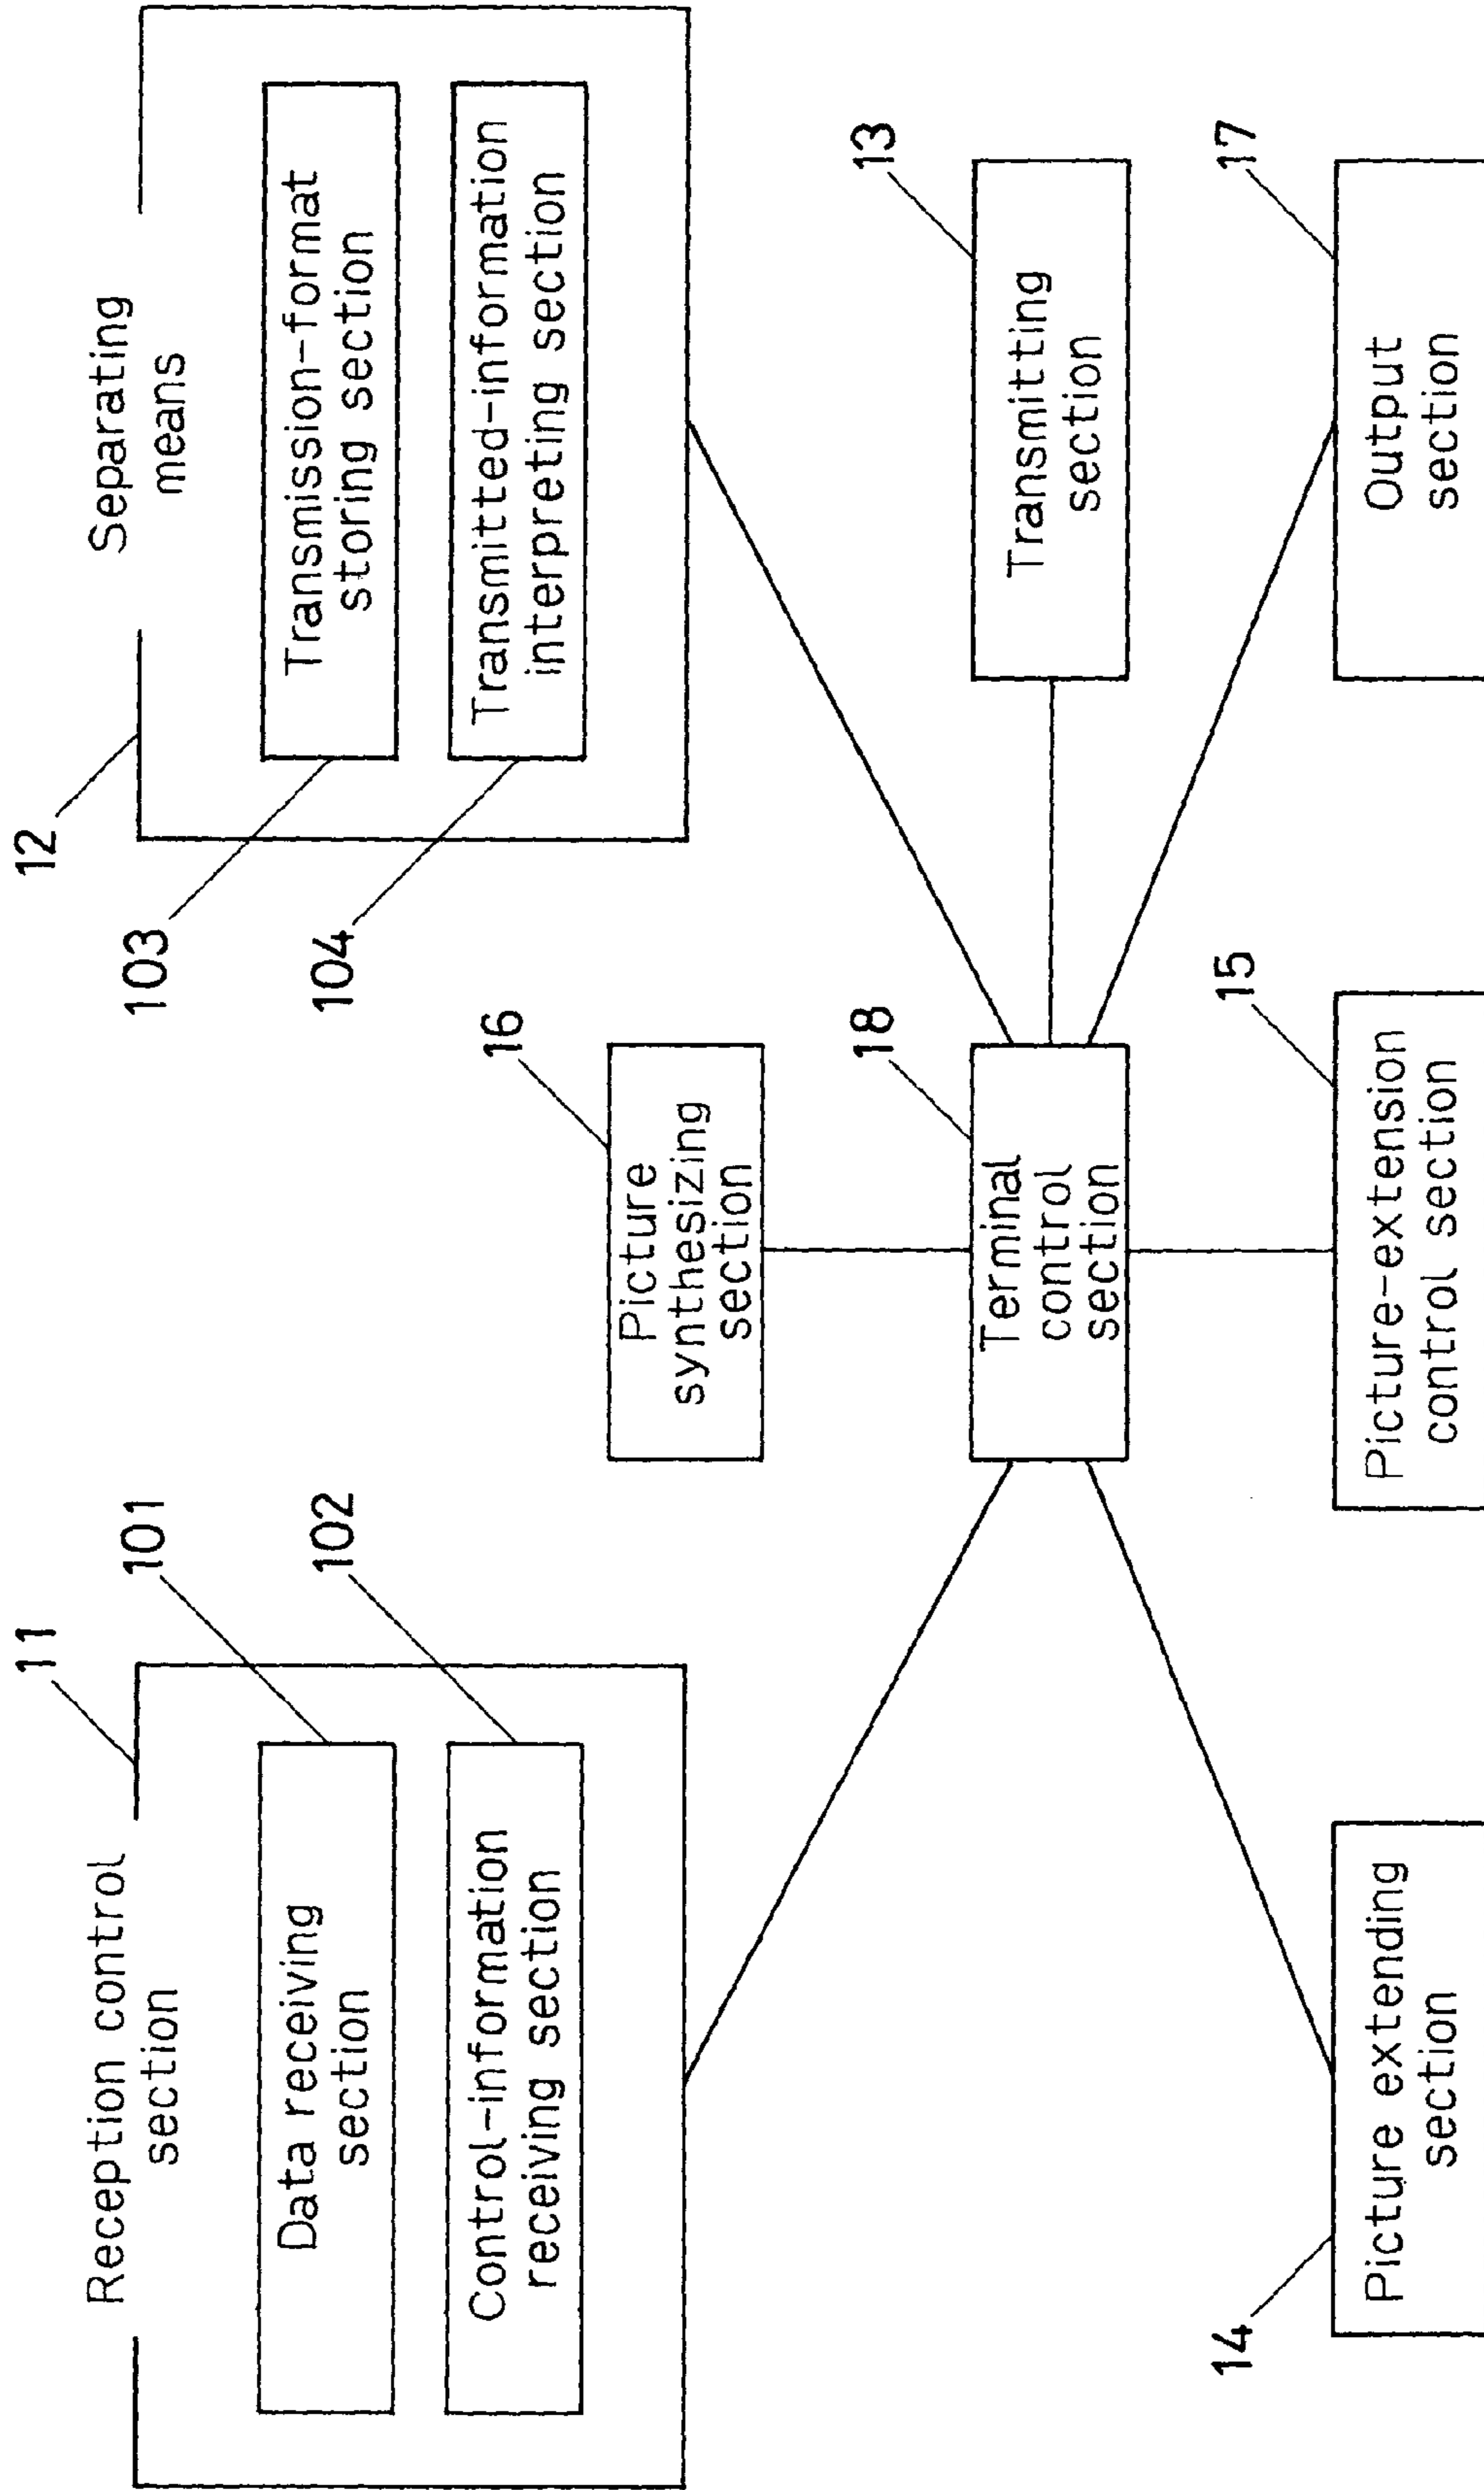 11
Reception control
section
101
Data receiving
section
102
Control-information
receiving section
12
Separating
means
103
Transmission-format
storing section
104
Transmitted-information
interpreting section
16
Picture
synthesizing
section
18
Terminal
control
section
13
Transmitting
section
14
Picture extending
section
15
Picture-extension
control section
17
Output
section